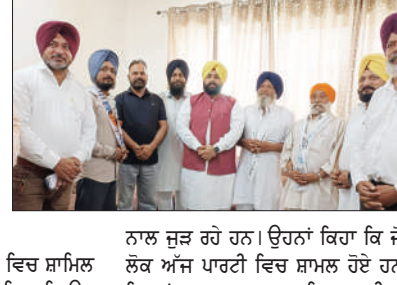 ਵਿਚ ਸ਼ਾਮਿਲ
ਨਾਲ ਜੁੜ ਰਹੇ ਹਨ। ਉਹਨਾਂ ਕਿਹਾ ਕਿ ਜੋ
ਲੋਕ ਅੱਜ ਪਾਰਟੀ ਵਿਚ ਸ਼ਾਮਲ ਹੋਏ ਹਨ